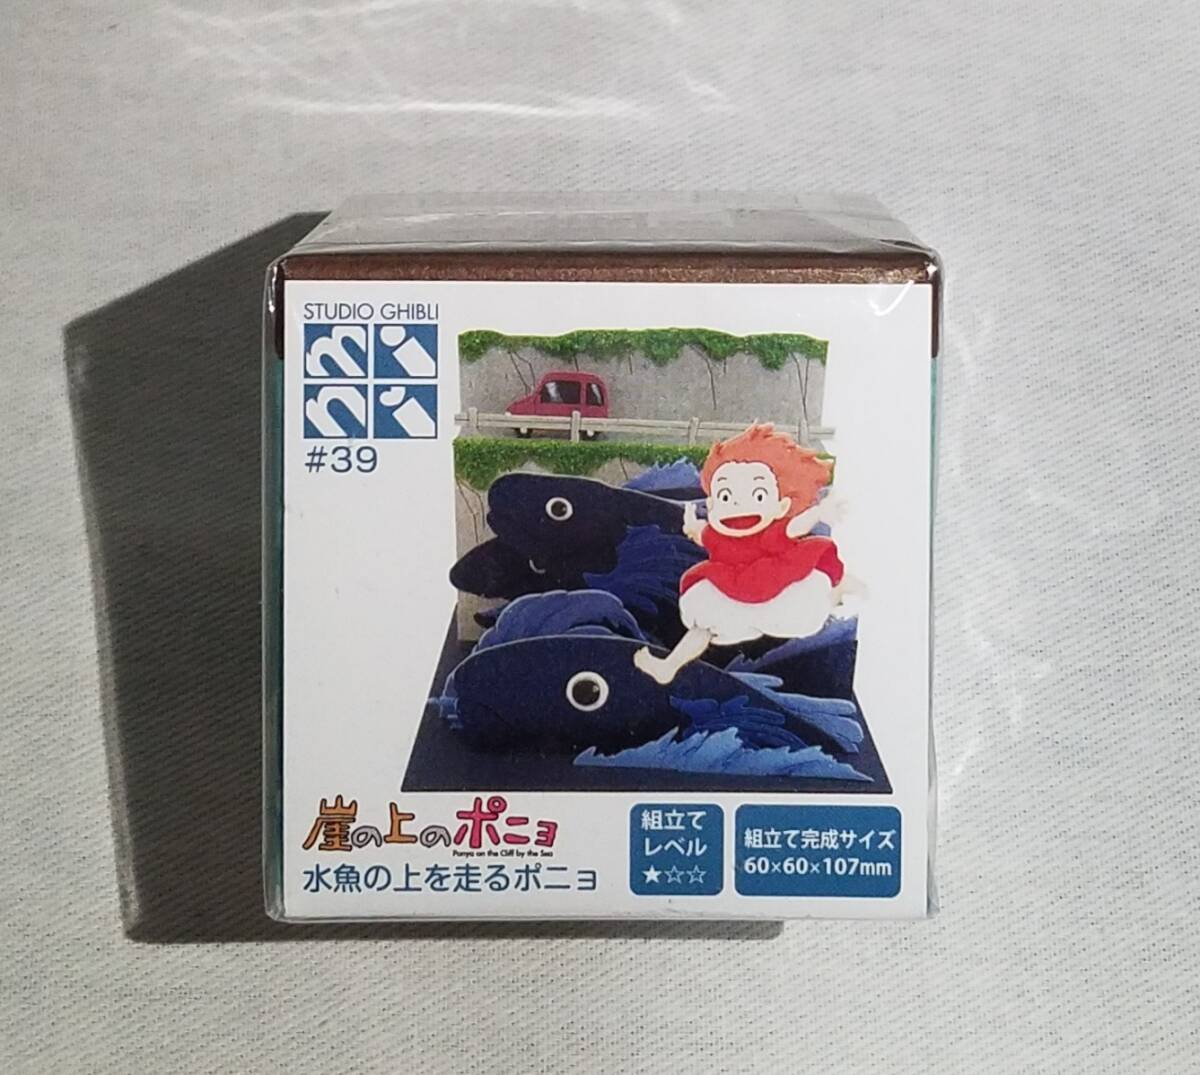 STUDIO GHIBLI
mini
#39
崖の上のポニョ
Ponyo on the Cliff by the Sea
水魚の上を走るポニョ
組立て
レベル
★☆☆
組立て完成サイズ
60×60×107mm